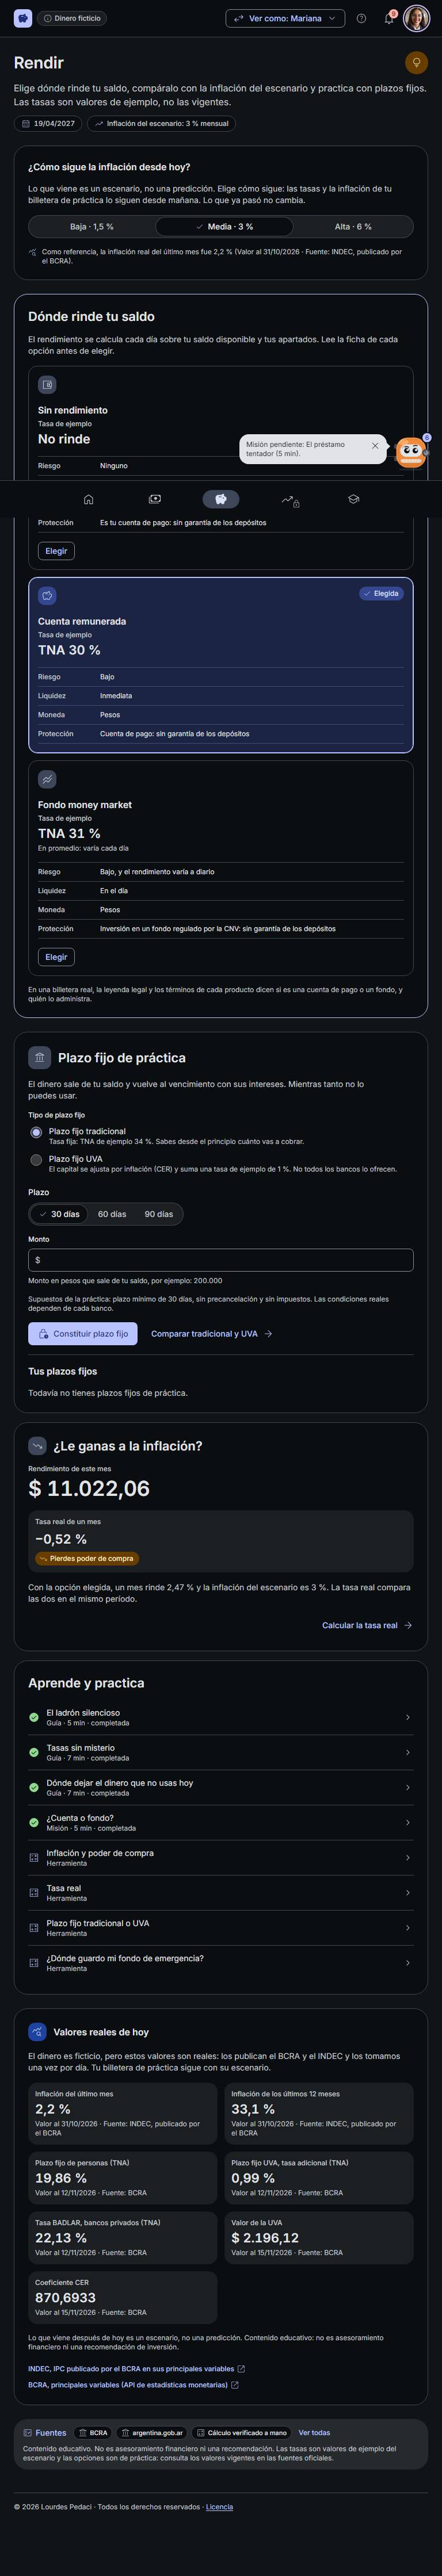 Dinero ficticio
Ver como: Mariana
Rendir
Elige dónde rinde tu saldo, compáralo con la inflación del escenario y practica con plazos fijos.
Las tasas son valores de ejemplo, no las vigentes.
19/04/2027
Inflación del escenario: 3 % mensual
¿Cómo sigue la inflación desde hoy?
Lo que viene es un escenario, no una predicción. Elige cómo sigue: las tasas y la inflación de tu
billetera de práctica lo siguen desde mañana. Lo que ya pasó no cambia.
Baja · 1,5 %
Media · 3 %
Alta · 6 %
Como referencia, la inflación real del último mes fue 2,2 % (Valor al 31/10/2026 · Fuente: INDEC, publicado por
el BCRA).
Dónde rinde tu saldo
El rendimiento se calcula cada día sobre tu saldo disponible y tus apartados. Lee la ficha de cada
opción antes de elegir.
Sin rendimiento
Tasa de ejemplo
No rinde
Misión pendiente: El préstamo
tentador (5 min).
Riesgo
Ninguno
Protección
Es tu cuenta de pago: sin garantía de los depósitos
Elegir
Elegida
Cuenta remunerada
Tasa de ejemplo
TNA 30 %
Riesgo
Bajo
Liquidez
Inmediata
Moneda
Pesos
Protección
Cuenta de pago: sin garantía de los depósitos
Fondo money market
Tasa de ejemplo
TNA 31 %
En promedio: varía cada día
Riesgo
Bajo, y el rendimiento varía a diario
Liquidez
En el día
Moneda
Pesos
Protección
Inversión en un fondo regulado por la CNV: sin garantía de los depósitos
Elegir
En una billetera real, la leyenda legal y los términos de cada producto dicen si es una cuenta de pago o un fondo, y
quién lo administra.
Plazo fijo de práctica
El dinero sale de tu saldo y vuelve al vencimiento con sus intereses. Mientras tanto no lo
puedes usar.
Tipo de plazo fijo
Plazo fijo tradicional
Tasa fija: TNA de ejemplo 34 %. Sabes desde el principio cuánto vas a cobrar.
Plazo fijo UVA
El capital se ajusta por inflación (CER) y suma una tasa de ejemplo de 1 %. No todos los bancos lo ofrecen.
Plazo
30 días
60 días
90 días
Monto
$
Monto en pesos que sale de tu saldo, por ejemplo: 200.000
Supuestos de la práctica: plazo mínimo de 30 días, sin precancelación y sin impuestos. Las condiciones reales
dependen de cada banco.
Constituir plazo fijo
Comparar tradicional y UVA
Tus plazos fijos
Todavía no tienes plazos fijos de práctica.
¿Le ganas a la inflación?
Rendimiento de este mes
$ 11.022,06
Tasa real de un mes
−0,52 %
Pierdes poder de compra
Con la opción elegida, un mes rinde 2,47 % y la inflación del escenario es 3 %. La tasa real compara
las dos en el mismo período.
Calcular la tasa real
Aprende y practica
El ladrón silencioso
Guía · 5 min · completada
Tasas sin misterio
Guía · 7 min · completada
Dónde dejar el dinero que no usas hoy
Guía · 7 min · completada
¿Cuenta o fondo?
Misión · 5 min · completada
Inflación y poder de compra
Herramienta
Tasa real
Herramienta
Plazo fijo tradicional o UVA
Herramienta
¿Dónde guardo mi fondo de emergencia?
Herramienta
Valores reales de hoy
El dinero es ficticio, pero estos valores son reales: los publican el BCRA y el INDEC y los tomamos
una vez por día. Tu billetera de práctica sigue con su escenario.
Inflación del último mes
2,2 %
Valor al 31/10/2026 · Fuente: INDEC, publicado por
el BCRA
Inflación de los últimos 12 meses
33,1 %
Valor al 31/10/2026 · Fuente: INDEC, publicado por
el BCRA
Plazo fijo de personas (TNA)
19,86 %
Valor al 12/11/2026 · Fuente: BCRA
Plazo fijo UVA, tasa adicional (TNA)
0,99 %
Valor al 12/11/2026 · Fuente: BCRA
Tasa BADLAR, bancos privados (TNA)
22,13 %
Valor al 12/11/2026 · Fuente: BCRA
Valor de la UVA
$ 2.196,12
Valor al 15/11/2026 · Fuente: BCRA
Coeficiente CER
870,6933
Valor al 15/11/2026 · Fuente: BCRA
Lo que viene después de hoy es un escenario, no una predicción. Contenido educativo: no es asesoramiento
financiero ni una recomendación de inversión.
INDEC, IPC publicado por el BCRA en sus principales variables
BCRA, principales variables (API de estadísticas monetarias)
Fuentes
BCRA
argentina.gob.ar
Cálculo verificado a mano
Ver todas
Contenido educativo. No es asesoramiento financiero ni una recomendación. Las tasas son valores de ejemplo del
escenario y las opciones son de práctica: consulta los valores vigentes en las fuentes oficiales.
© 2026 Lourdes Pedaci · Todos los derechos reservados · Licencia